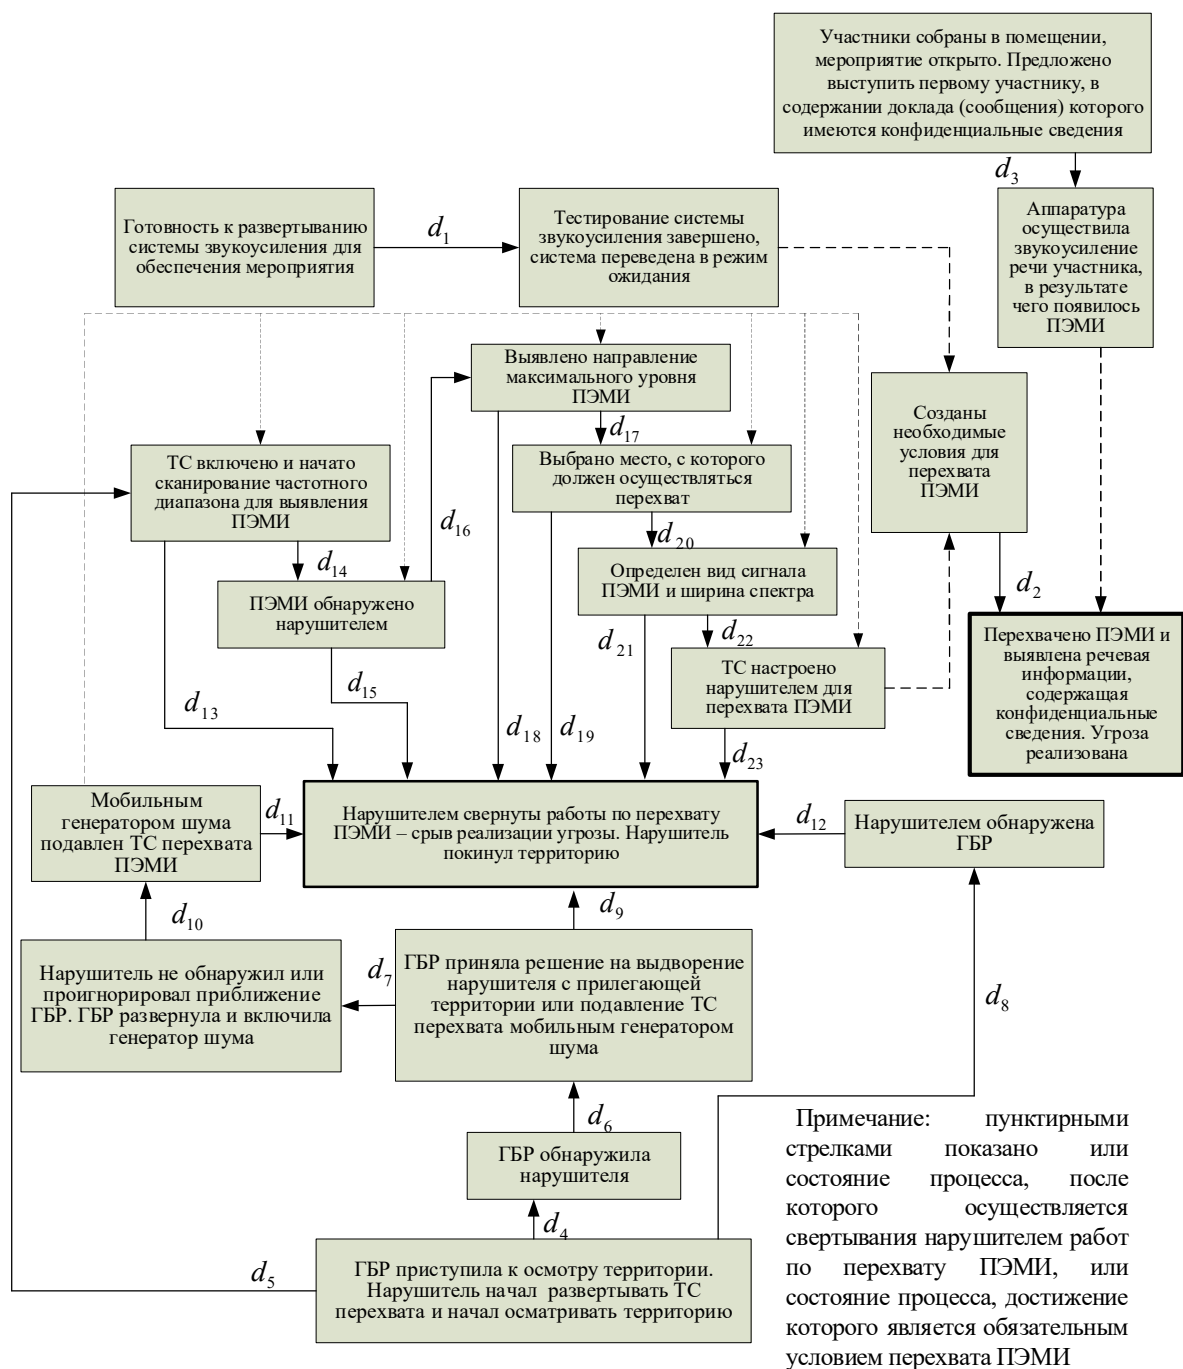 Участники собраны в помещении,
мероприятие открыто. Предложено
выступить первому участнику, в
содержании доклада (сообщения) которого
имеются конфиденциальные сведения
d3
Готовность к развертыванию
системы звукоусиления для
обеспечения мероприятия
d1
Тестирование системы
звукоусиления завершено,
система переведена в режим
ожидания
Аппаратура
осуществила
звукоусиление
речи участника,
в результате
чего появилось
ПЭМИ
Выявлено направление
максимального уровня
ПЭМИ
d17
Созданы
необходимые
условия для
перехвата
ПЭМИ
ТС включено и начато
сканирование частотного
диапазона для выявления
ПЭМИ
d16
Выбрано место, с которого
должен осуществляться
перехват
d14
d20
ПЭМИ обнаружено
нарушителем
Определен вид сигнала
ПЭМИ и ширина спектра
d2
d15
d21
d22
Перехвачено ПЭМИ и
выявлена речевая
информации,
содержащая
конфиденциальные
сведения. Угроза
реализована
ТС настроено
нарушителем для
перехвата ПЭМИ
d13
d18
d19
d23
Мобильным
генератором шума
подавлен ТС перехвата
ПЭМИ
d11
Нарушителем свернуты работы по перехвату
ПЭМИ – срыв реализации угрозы. Нарушитель
покинул территорию
d12
Нарушителем обнаружена
ГБР
d10
d9
Нарушитель не обнаружил или
проигнорировал приближение
ГБР. ГБР развернула и включила
генератор шума
d7
ГБР приняла решение на выдворение
нарушителя с прилегающей
территории или подавление ТС
перехвата мобильным генератором
шума
d8
d6
ГБР обнаружила
нарушителя
d4
d5
ГБР приступила к осмотру территории.
Нарушитель начал развертывать ТС
перехвата и начал осматривать территорию
Примечание: пунктирными
стрелками показано или
состояние процесса, после
которого осуществляется
свертывания нарушителем работ
по перехвату ПЭМИ, или
состояние процесса, достижение
которого является обязательным
условием перехвата ПЭМИ